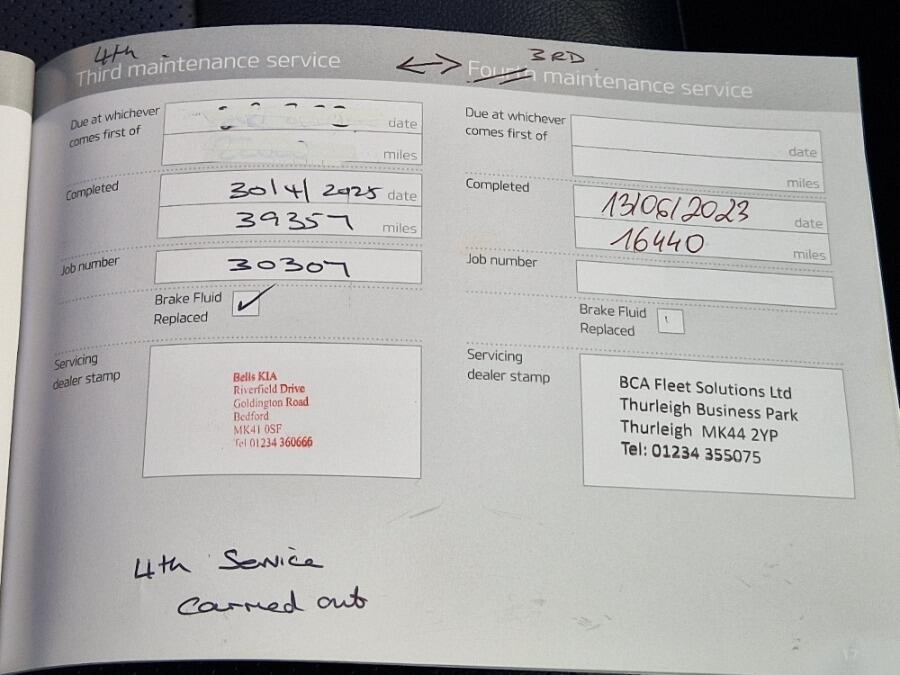 4th
Third maintenance service
Due at whichever
comes first of
date
miles
Completed
30/4/2025 date
39357 miles
Job number
30307
Brake Fluid
Replaced
Servicing
dealer stamp
Bells KIA
Riverfield Drive
Goldington Road
Bedford
MK41 0SF
Tel 01234 360666
4th Service
carried out
3RD
Fourth maintenance service
Due at whichever
comes first of
date
miles
Completed
13/06/2023 date
16440 miles
Job number
Brake Fluid
Replaced
Servicing
dealer stamp
BCA Fleet Solutions Ltd
Thurleigh Business Park
Thurleigh MK44 2YP
Tel: 01234 355075
17